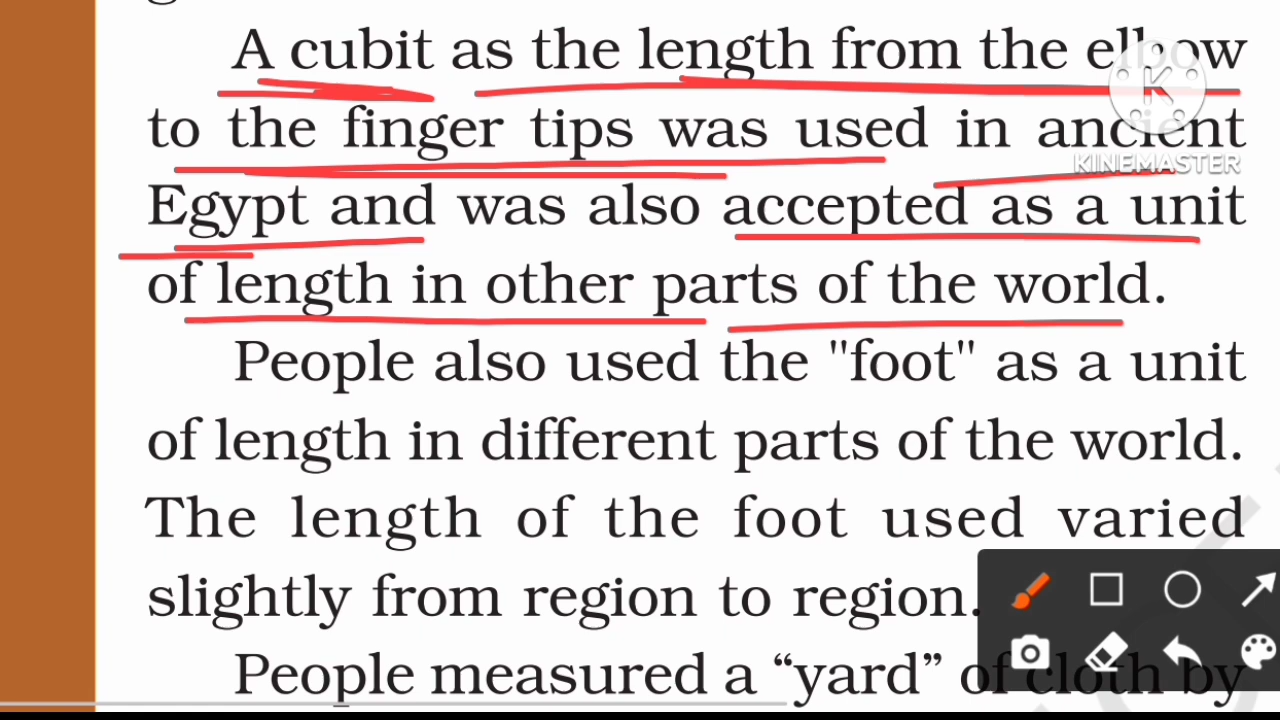 A cubit as the length from the elbow
to the finger tips was used in ancient
KINEMASTER
Egypt and was also accepted as a unit
of length in other parts of the world.
People also used the "foot" as a unit
of length in different parts of the world.
The length of the foot used varied
slightly from region to region.
People measured a “yard” of cloth by